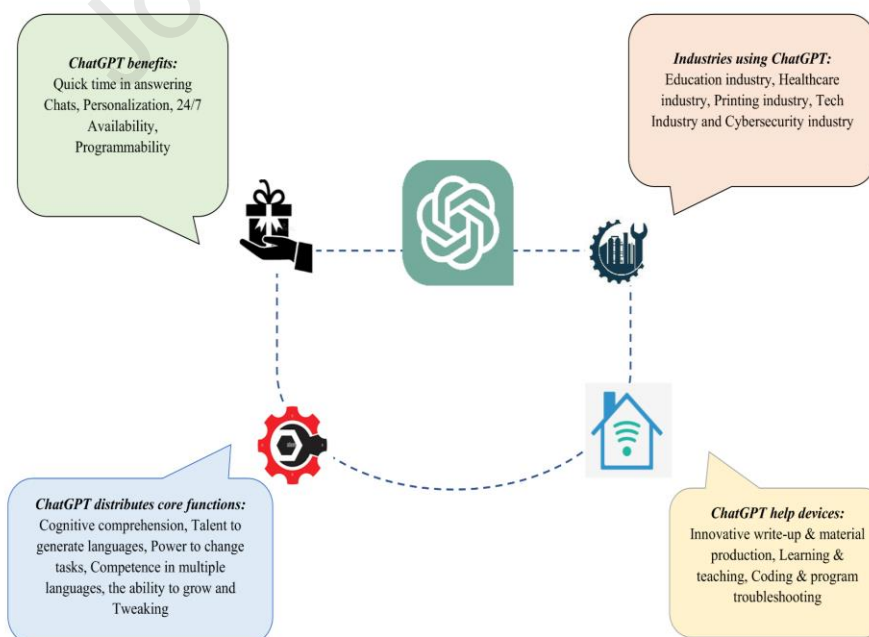 ChatGPT benefits:
Quick time in answering
Chats, Personalization, 24/7
Availability,
Programmability
Industries using ChatGPT:
Education industry, Healthcare
industry, Printing industry, Tech
Industry and Cybersecurity industry
ChatGPT distributes core functions:
Cognitive comprehension, Talent to
generate languages, Power to change
tasks, Competence in multiple
languages, the ability to grow and
Tweaking
ChatGPT help devices:
Innovative write-up & material
production, Learning &
teaching, Coding & program
troubleshooting